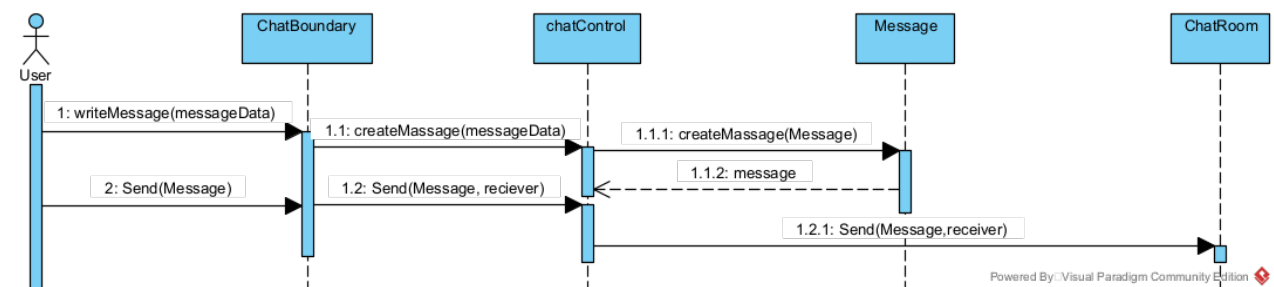 ChatBoundary
chatControl
Message
ChatRoom
User
1: writeMessage(messageData)
1.1: createMassage(messageData)
1.1.1: createMassage(Message)
1.1.2: message
2: Send(Message)
1.2: Send(Message, reciever)
1.2.1: Send(Message,receiver)
Powered By Visual Paradigm Community Edition